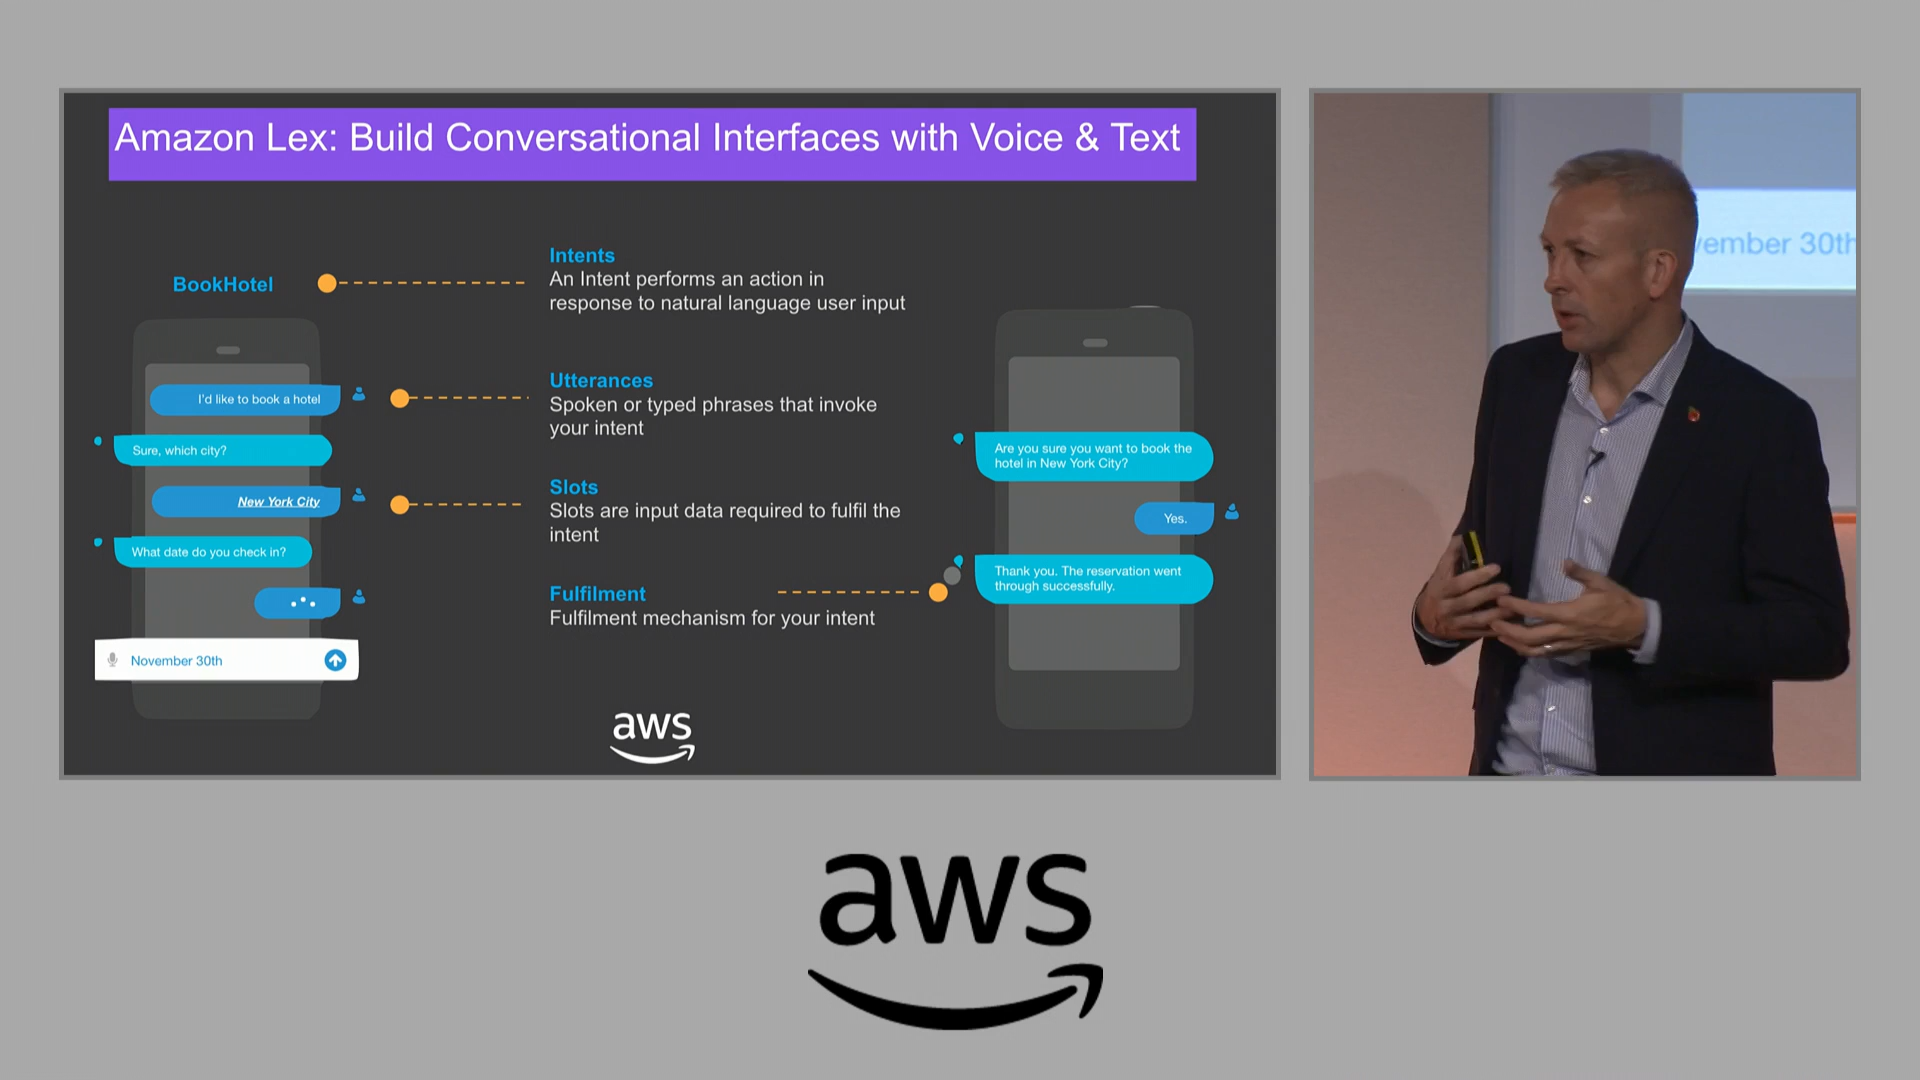 Amazon Lex: Build Conversational Interfaces with Voice & Text
BookHotel
Intents
An Intent performs an action in
response to natural language user input
I'd like to book a hotel
Utterances
Spoken or typed phrases that invoke
your intent
Sure, which city?
New York City
Slots
Slots are input data required to fulfil the
intent
What date do you check in?
Fulfilment
Fulfilment mechanism for your intent
November 30th
Are you sure you want to book the
hotel in New York City?
Yes.
Thank you. The reservation went
through successfully.
aws
vember 30th
aws